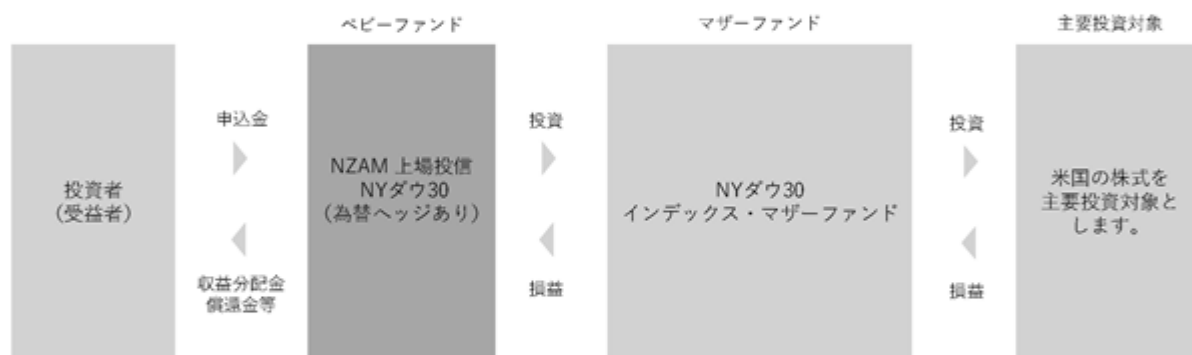 ベビーファンド
マザーファンド
主要投資対象
投資者
(受益者)
申込金
収益分配金
償還金等
NZAM 上場投信
NYダウ30
(為替ヘッジあり)
投資
損益
NYダウ30
インデックス・マザーファンド
投資
損益
米国の株式を
主要投資対象と
します。